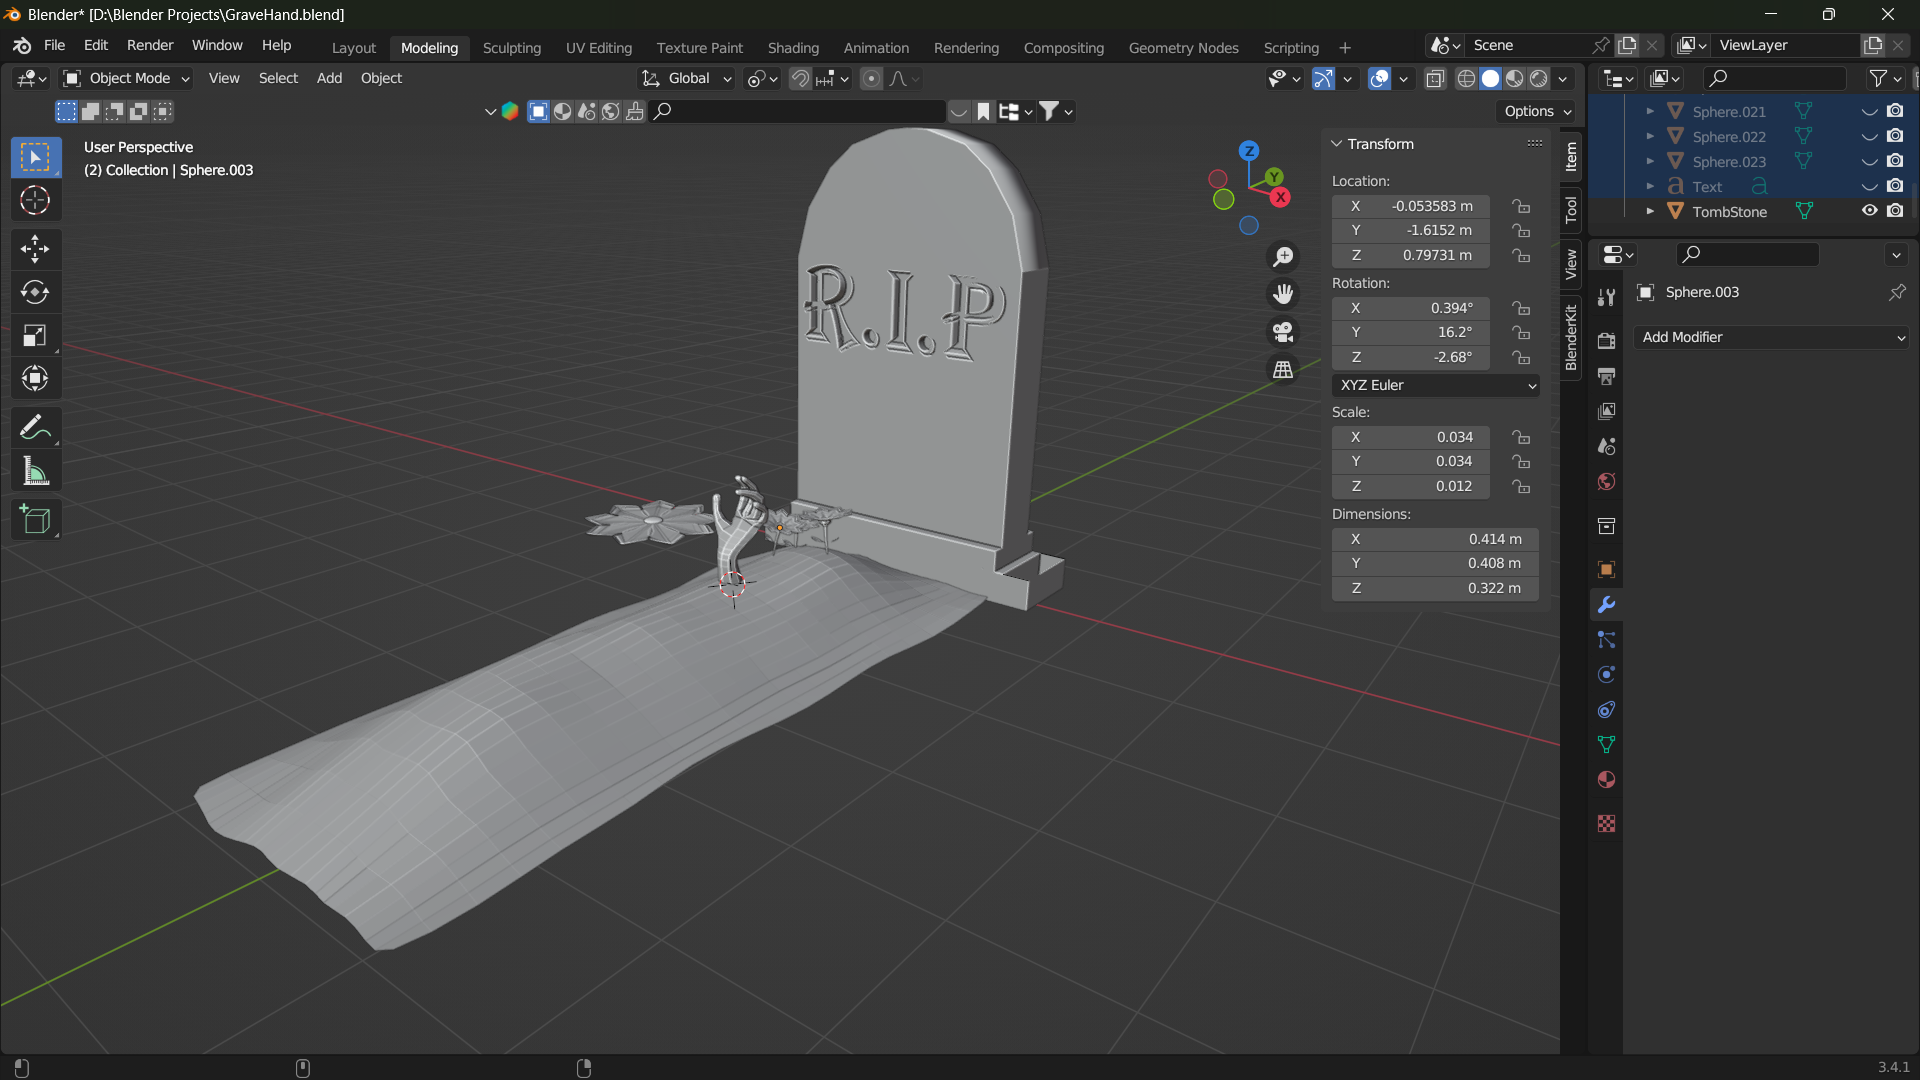 Blender* [D:\Blender Projects\GraveHand.blend]
File Edit Render Window Help Layout Modeling Sculpting UV Editing Texture Paint Shading Animation Rendering Compositing Geometry Nodes Scripting + Scene ViewLayer
Object Mode View Select Add Object Global
Options
User Perspective
(2) Collection | Sphere.003
Z
Y
X
R.I.P
Transform
Location:
X -0.053583 m
Y -1.6152 m
Z 0.79731 m
Rotation:
X 0.394°
Y 16.2°
Z -2.68°
XYZ Euler
Scale:
X 0.034
Y 0.034
Z 0.012
Dimensions:
X 0.414 m
Y 0.408 m
Z 0.322 m
Item
Tool
View
BlenderKit
Sphere.021
Sphere.022
Sphere.023
Text
TombStone
Sphere.003
Add Modifier
3.4.1